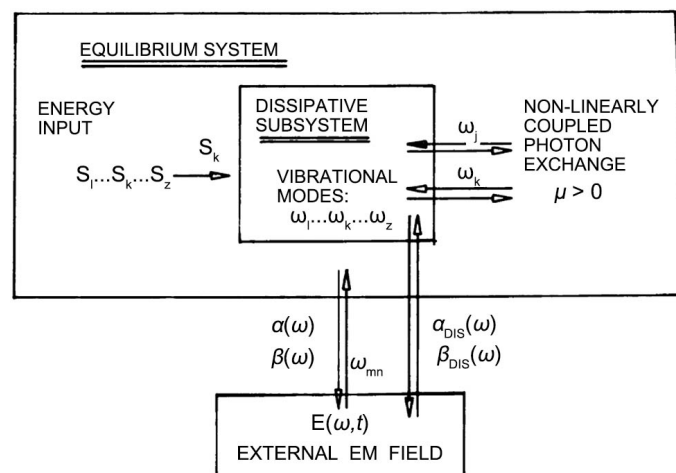 EQUILIBRIUM SYSTEM
ENERGY
INPUT
S_l...S_k...S_z
S_k
DISSIPATIVE
SUBSYSTEM
VIBRATIONAL
MODES:
ω_l...ω_k...ω_z
ω_j
ω_k
NON-LINEARLY
COUPLED
PHOTON
EXCHANGE
μ > 0
α(ω)
β(ω)
ω_mn
α_DIS(ω)
β_DIS(ω)
E(ω,t)
EXTERNAL EM FIELD